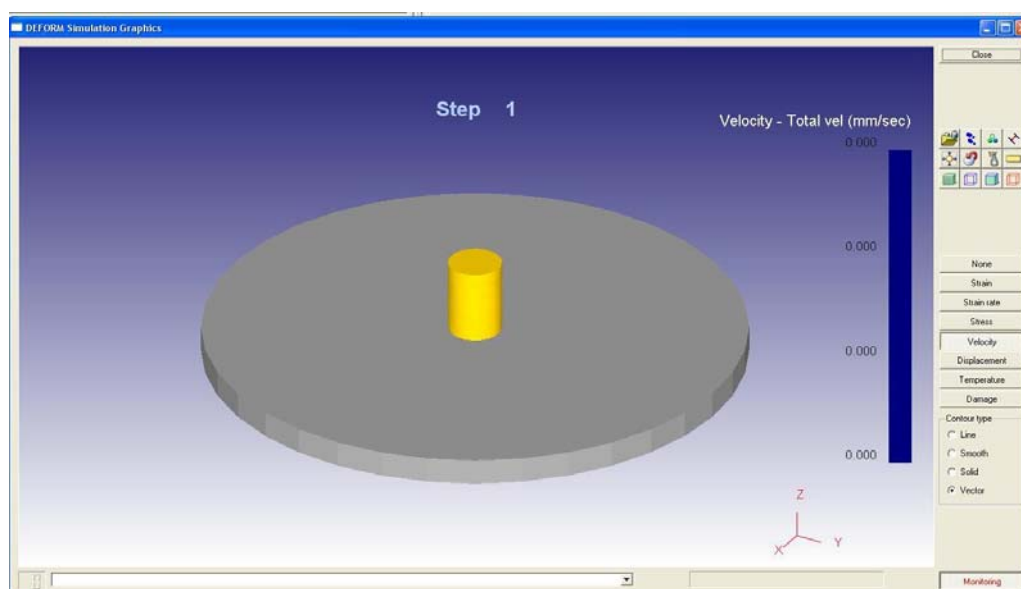 DEFORM Simulation Graphics
Close
Step 1
Velocity - Total vel (mm/sec)
0.000
0.000
0.000
0.000
None
Strain
Strain rate
Stress
Velocity
Displacement
Temperature
Damage
Contour type
Line
Smooth
Solid
Vector
Z
X
Y
Monitoring